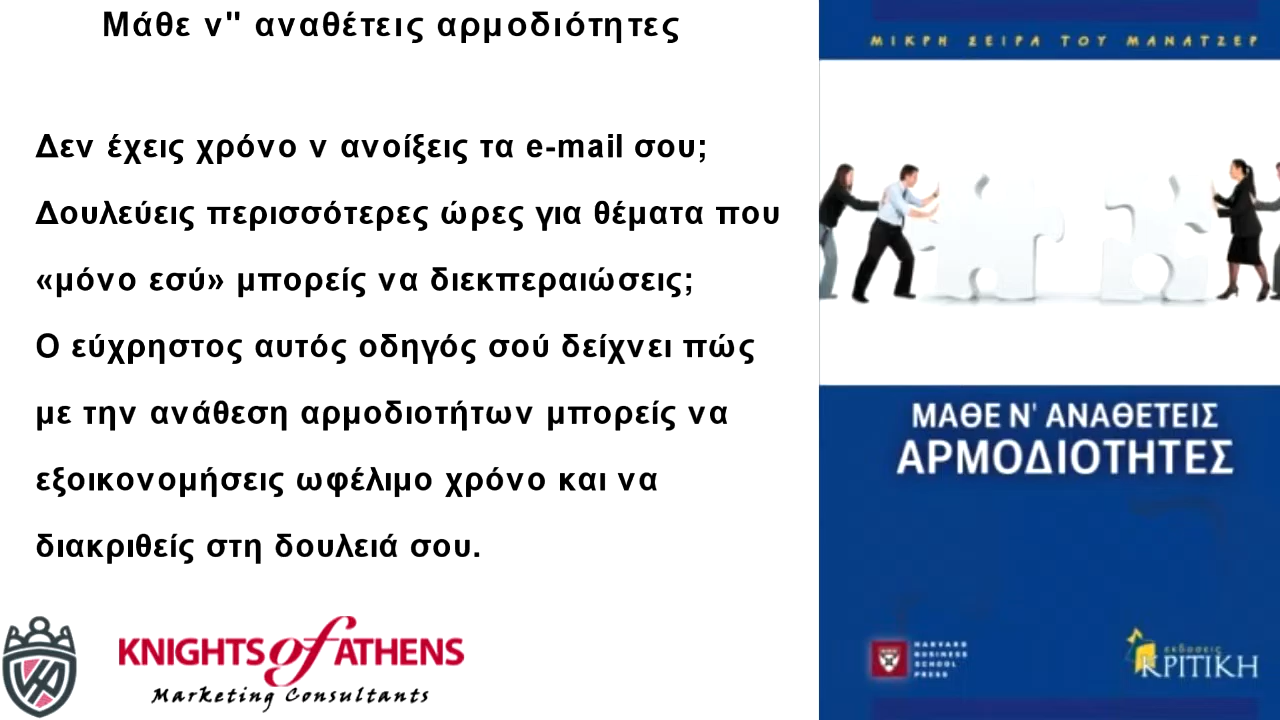 Μάθε ν" αναθέτεις αρμοδιότητες
Δεν έχεις χρόνο ν ανοίξεις τα e-mail σου;
Δουλεύεις περισσότερες ώρες για θέματα που
«μόνο εσύ» μπορείς να διεκπεραιώσεις;
Ο εύχρηστος αυτός οδηγός σού δείχνει πώς
με την ανάθεση αρμοδιοτήτων μπορείς να
εξοικονομήσεις ωφέλιμο χρόνο και να
διακριθείς στη δουλειά σου.
KNIGHTS of ATHENS
Marketing Consultants
ΜΙΚΡΗ ΣΕΙΡΑ ΤΟΥ ΜΑΝΑΤΖΕΡ
ΜΑΘΕ Ν' ΑΝΑΘΕΤΕΙΣ
ΑΡΜΟΔΙΟΤΗΤΕΣ
HARVARD
BUSINESS
SCHOOL
PRESS
εκδόσεις
ΚΡΙΤΙΚΗ